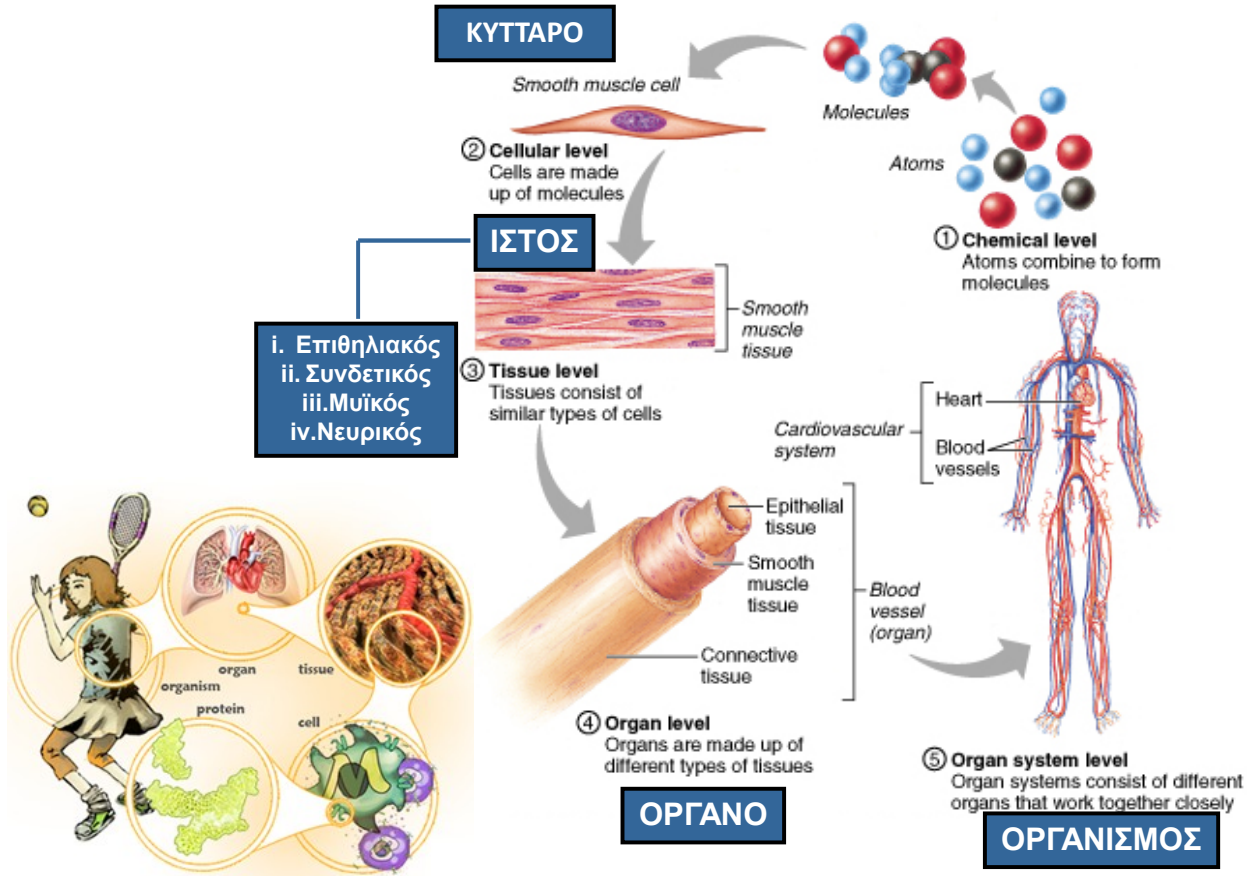 ΚΥΤΤΑΡΟ
Smooth muscle cell
Molecules
Atoms
② Cellular level
Cells are made
up of molecules
① Chemical level
Atoms combine to form
molecules
ΙΣΤΟΣ
Smooth
muscle
tissue
i. Επιθηλιακός
ii. Συνδετικός
iii.Μυϊκός
iv.Νευρικός
③ Tissue level
Tissues consist of
similar types of cells
Cardiovascular
system
Heart
Blood
vessels
Epithelial
tissue
Smooth
muscle
tissue
Connective
tissue
Blood
vessel
(organ)
④ Organ level
Organs are made up of
different types of tissues
ΟΡΓΑΝΟ
⑤ Organ system level
Organ systems consist of different
organs that work together closely
ΟΡΓΑΝΙΣΜΟΣ
organ
tissue
organism
protein
cell